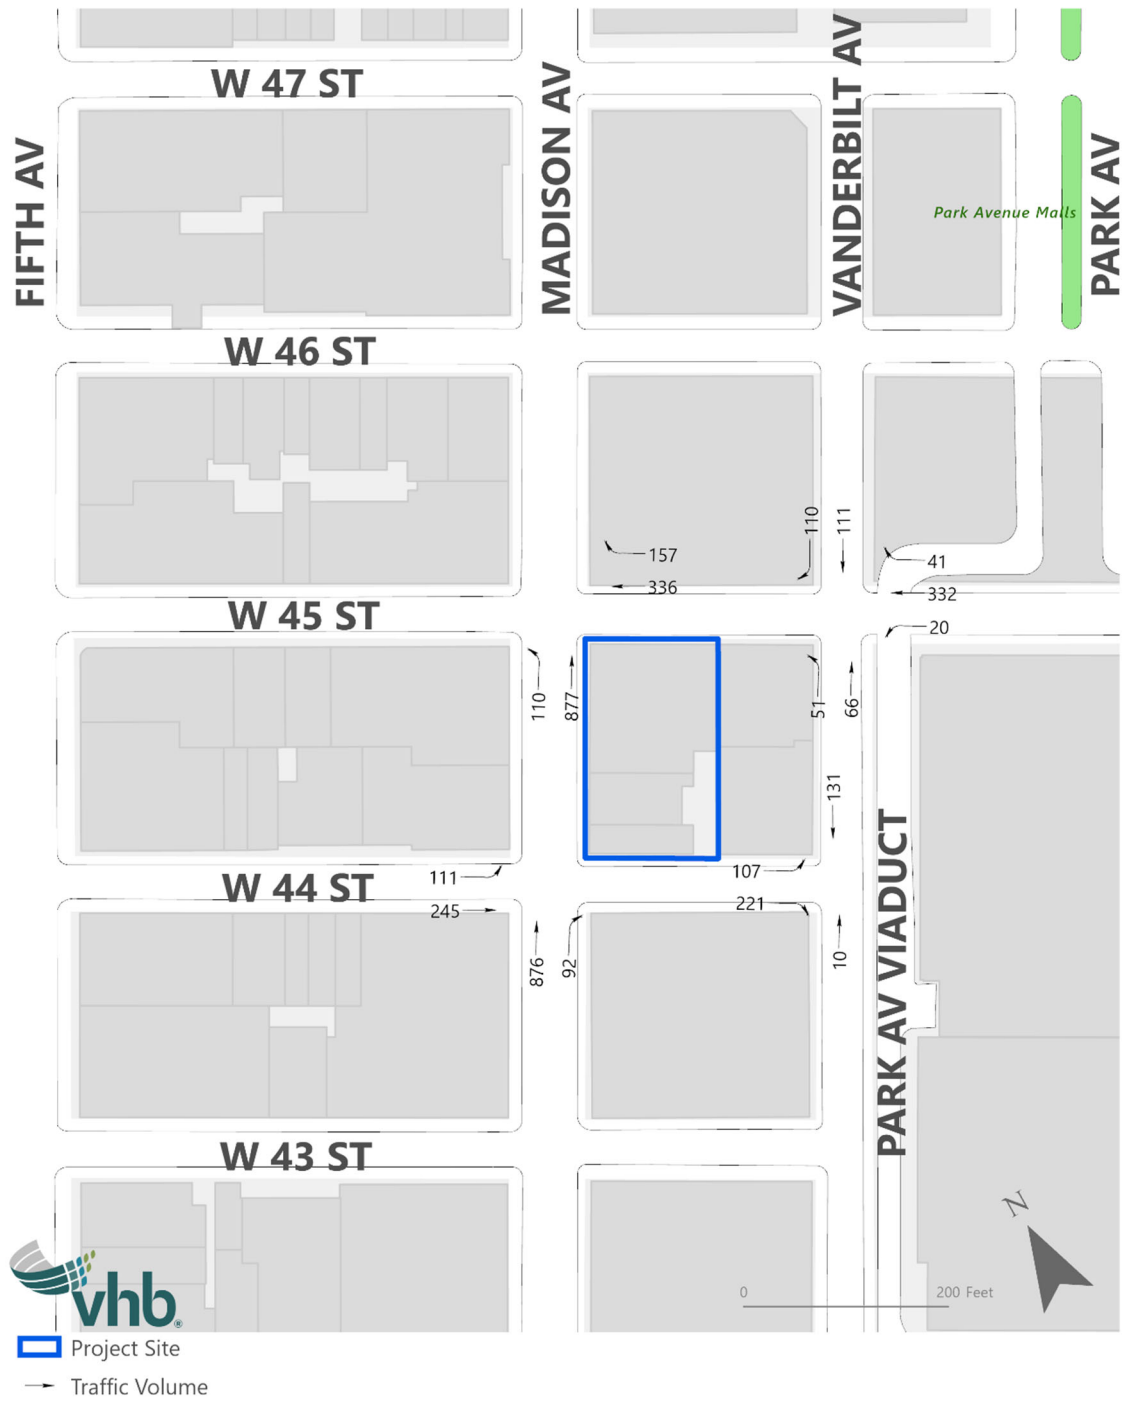 W 47 ST
FIFTH AV
MADISON AV
VANDERBILT AV
PARK AV
Park Avenue Malls
W 46 ST
110
111
157
41
336
332
W 45 ST
20
110
877
51
66
131
111
107
W 44 ST
245
221
876
92
10
PARK AV VIADUCT
W 43 ST
N
0
200 Feet
vhb®
Project Site
Traffic Volume